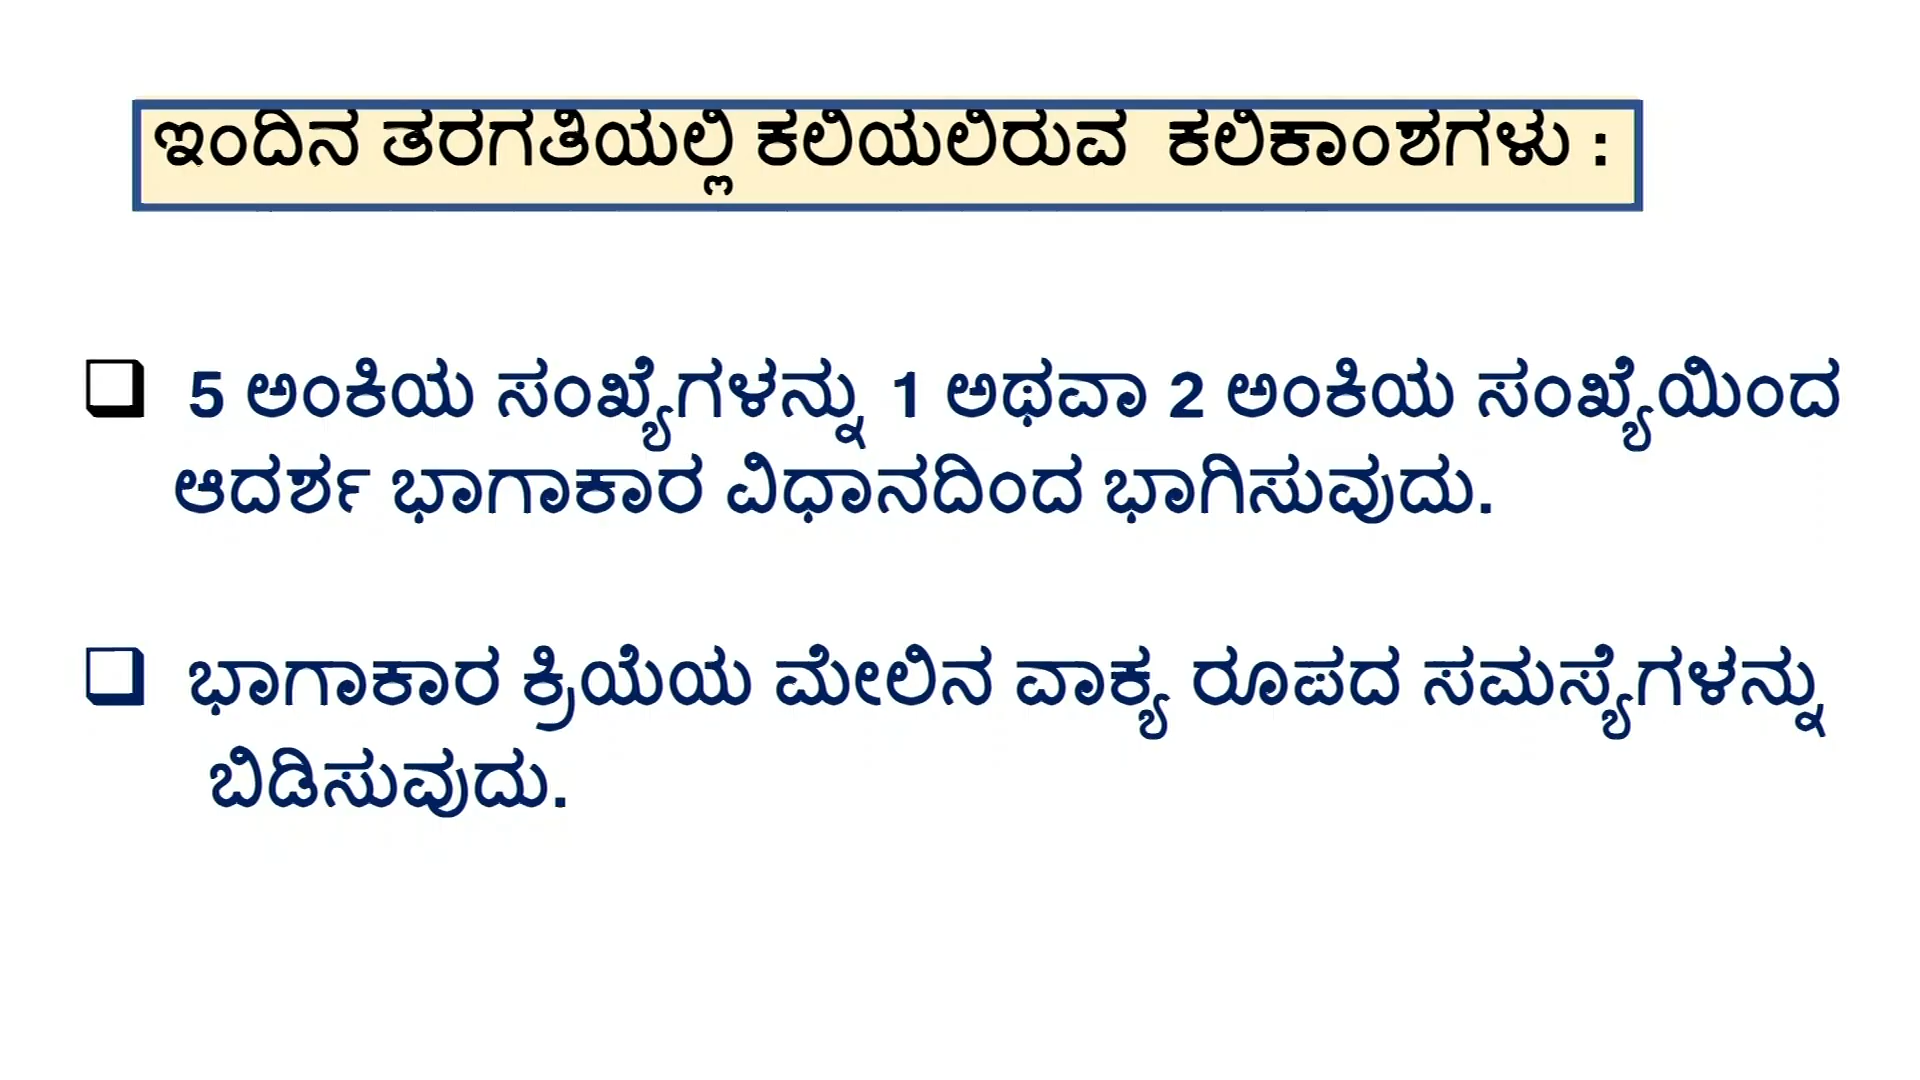 ಇಂದಿನ ತರಗತಿಯಲ್ಲಿ ಕಲಿಯಲಿರುವ ಕಲಿಕಾಂಶಗಳು :
5 ಅಂಕಿಯ ಸಂಖ್ಯೆಗಳನ್ನು 1 ಅಥವಾ 2 ಅಂಕಿಯ ಸಂಖ್ಯೆಯಿಂದ
ಆದರ್ಶ ಭಾಗಾಕಾರ ವಿಧಾನದಿಂದ ಭಾಗಿಸುವುದು.
ಭಾಗಾಕಾರ ಕ್ರಿಯೆಯ ಮೇಲಿನ ವಾಕ್ಯ ರೂಪದ ಸಮಸ್ಯೆಗಳನ್ನು
ಬಿಡಿಸುವುದು.